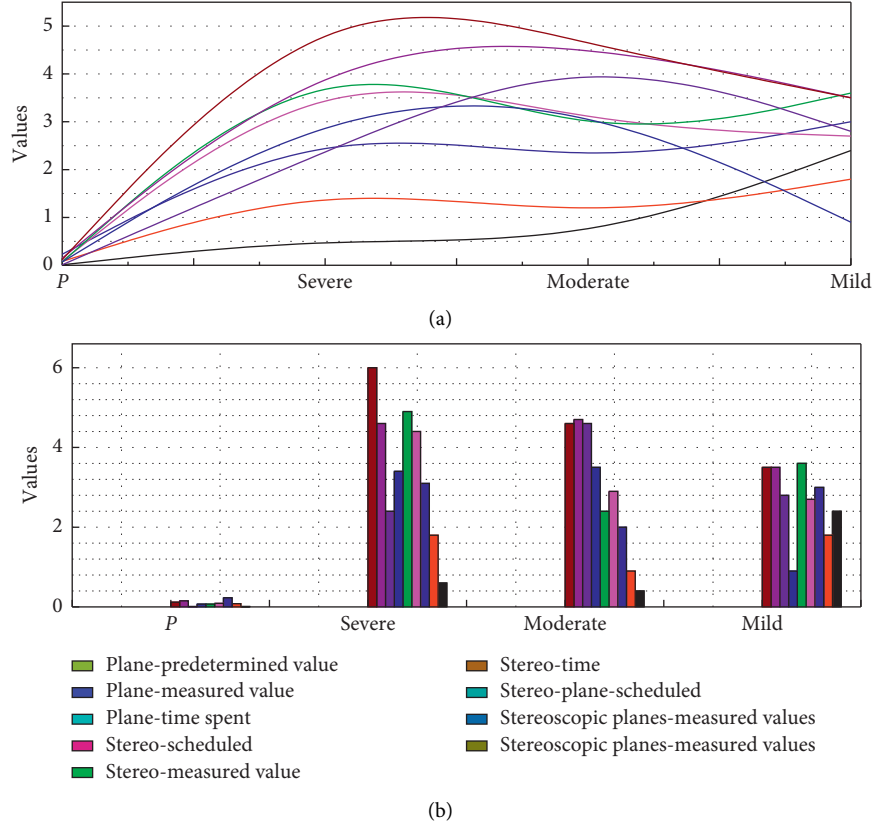 5
4
3
2
1
0
Values
P Severe Moderate Mild
(a)
6
4
2
0
Values
P Severe Moderate Mild
Plane-predetermined value
Plane-measured value
Plane-time spent
Stereo-scheduled
Stereo-measured value
Stereo-time
Stereo-plane-scheduled
Stereoscopic planes-measured values
Stereoscopic planes-measured values
(b)